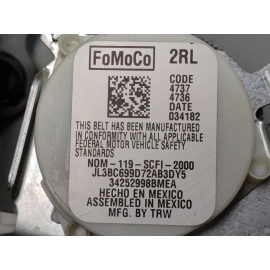 FoMoCo 2RL
CODE
4737
4736
DATE
034182
THIS BELT HAS BEEN MANUFACTURED
IN CONFORMITY WITH ALL APPLICABLE
FEDERAL MOTOR VEHICLE SAFETY
STANDARDS
NOM-119-SCFI-2000
JL3BC699D72AB3DY5
34252998BMEA
HECHO EN MEXICO
ASSEMBLED IN MEXICO
MFG. BY TRW